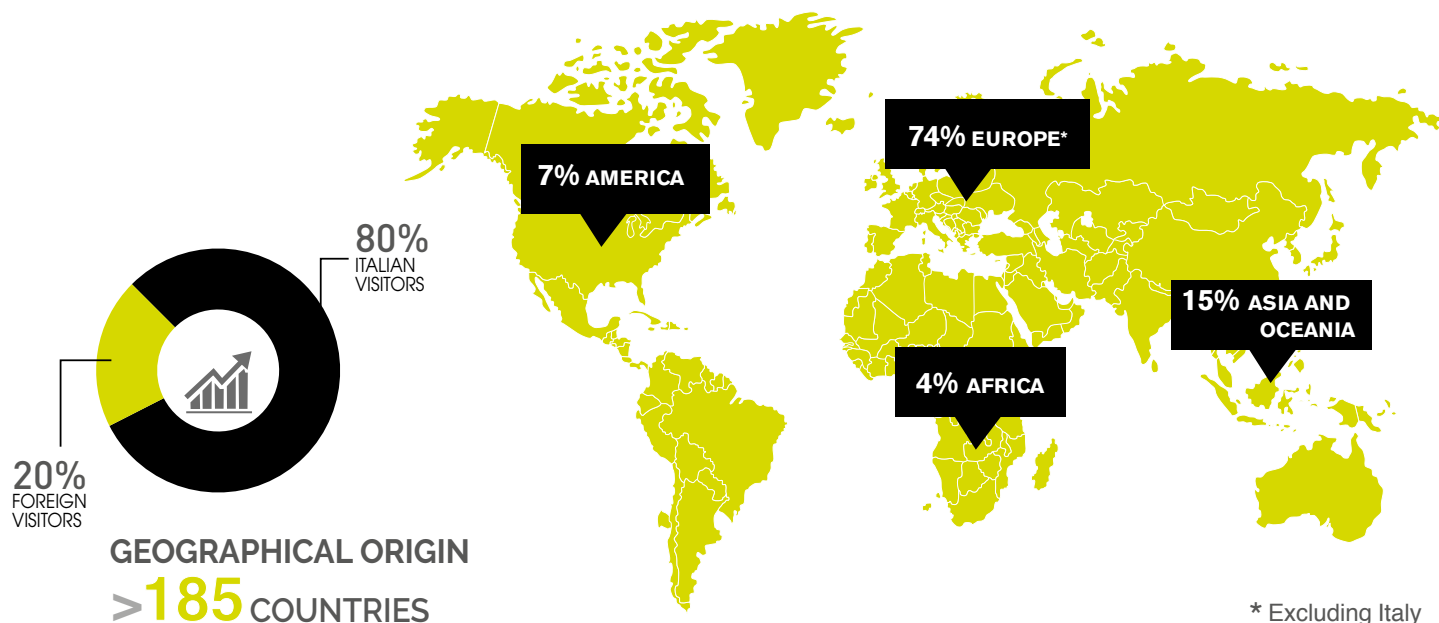 80%
ITALIAN
VISITORS
20%
FOREIGN
VISITORS
GEOGRAPHICAL ORIGIN
>185 COUNTRIES
7% AMERICA
74% EUROPE*
15% ASIA AND
OCEANIA
4% AFRICA
* Excluding Italy